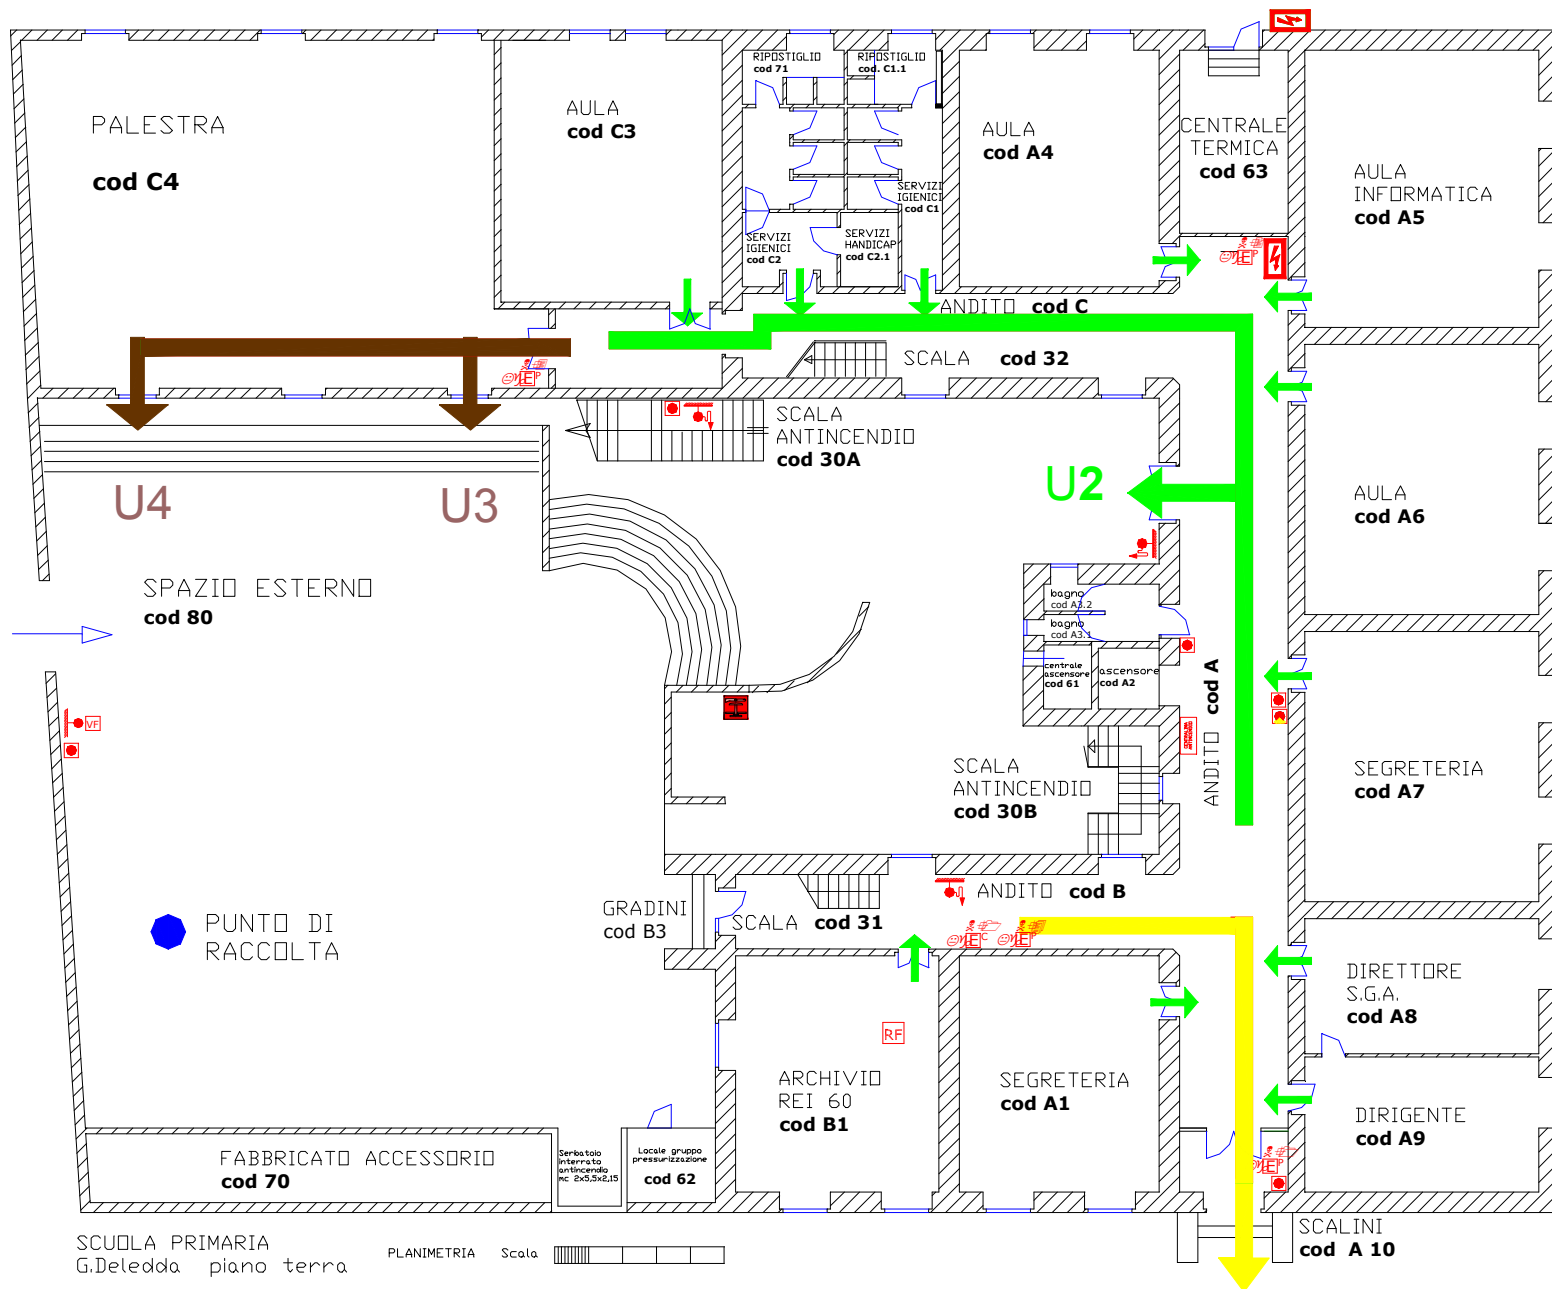 RIPOSTIGLIO
cod 71
RIPOSTIGLIO
cod. C1.1
PALESTRA
cod C4
AULA
cod C3
AULA
cod A4
CENTRALE
TERMICA
cod 63
AULA
INFORMATICA
cod A5
SERVIZI
IGIENICI
cod C1
SERVIZI
IGIENICI
cod C2
SERVIZI
HANDICAP
cod C2.1
ANDITO cod C
SCALA cod 32
SCALA
ANTINCENDIO
cod 30A
U4
U3
U2
AULA
cod A6
SPAZIO ESTERNO
cod 80
bagno
cod A3.2
bagno
cod A3.1
centrale
ascensore
cod 61
ascensore
cod A2
ANDITO cod A
VF
SCALA
ANTINCENDIO
cod 30B
SEGRETERIA
cod A7
ANDITO cod B
GRADINI
cod B3
SCALA cod 31
PUNTO DI
RACCOLTA
DIRETTORE
S.G.A.
cod A8
RF
ARCHIVIO
REI 60
cod B1
SEGRETERIA
cod A1
DIRIGENTE
cod A9
FABBRICATO ACCESSORIO
cod 70
Serbatoio
interrato
antincendio
mc 2x5,5x2,15
Locale gruppo
pressurizzazione
cod 62
SCALINI
cod A 10
SCUOLA PRIMARIA
G.Deledda piano terra
PLANIMETRIA Scala